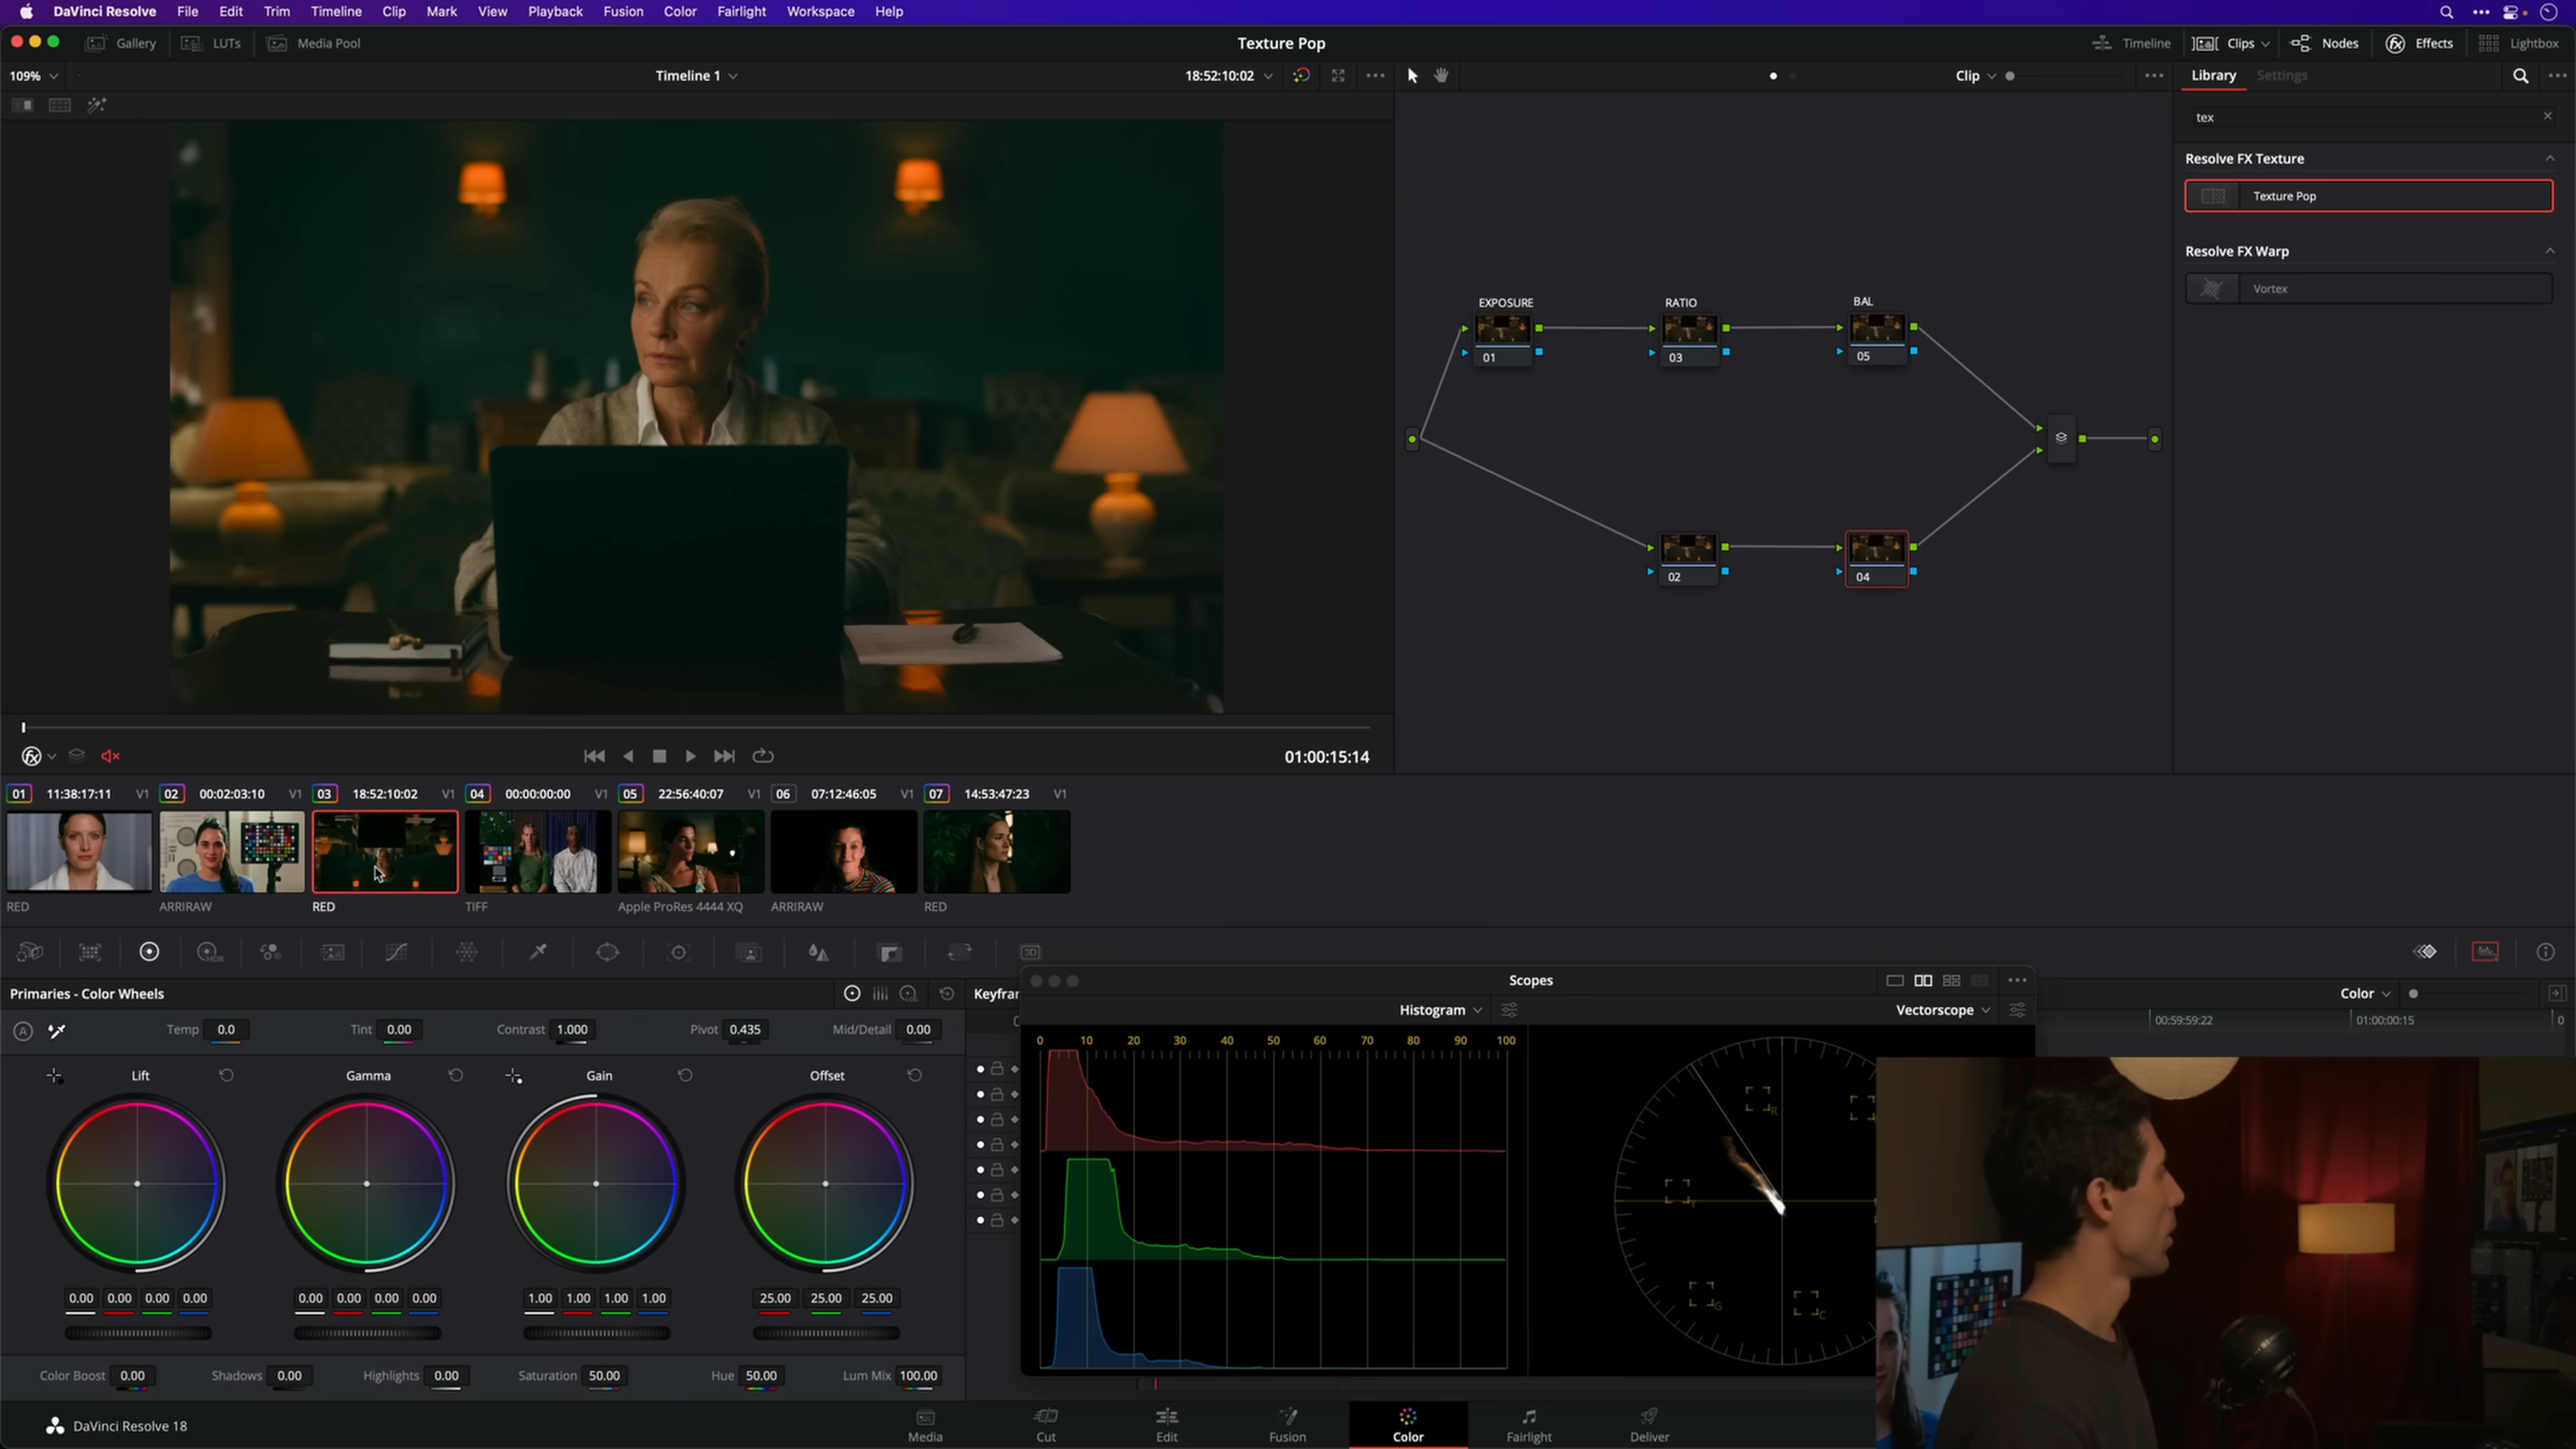 DaVinci Resolve File Edit Trim Timeline Clip Mark View Playback Fusion Color Fairlight Workspace Help
Gallery LUTs Media Pool Texture Pop Timeline Clips Nodes Effects Lightbox
109% Timeline 1 18:52:10:02 Clip Library Settings
tex
Resolve FX Texture
Texture Pop
Resolve FX Warp
Vortex
EXPOSURE RATIO BAL
01 03 05
02 04
01:00:15:14
01 11:38:17:11 V1 02 00:02:03:10 V1 03 18:52:10:02 V1 04 00:00:00:00 V1 05 22:56:40:07 V1 06 07:12:46:05 V1 07 14:53:47:23 V1
RED ARRIRAW RED TIFF Apple ProRes 4444 XQ ARRIRAW RED
HDR 3D
Primaries - Color Wheels Keyfra Scopes Color
Histogram Vectorscope
00:59:59:22 01:00:00:15 0
A Temp 0.0 Tint 0.00 Contrast 1.000 Pivot 0.435 Mid/Detail 0.00
0 10 20 30 40 50 60 70 80 90 100
Lift Gamma Gain Offset
R
Y
G C
0.00 0.00 0.00 0.00 0.00 0.00 0.00 0.00 1.00 1.00 1.00 1.00 25.00 25.00 25.00
Color Boost 0.00 Shadows 0.00 Highlights 0.00 Saturation 50.00 Hue 50.00 Lum Mix 100.00
DaVinci Resolve 18 Media Cut Edit Fusion Color Fairlight Deliver